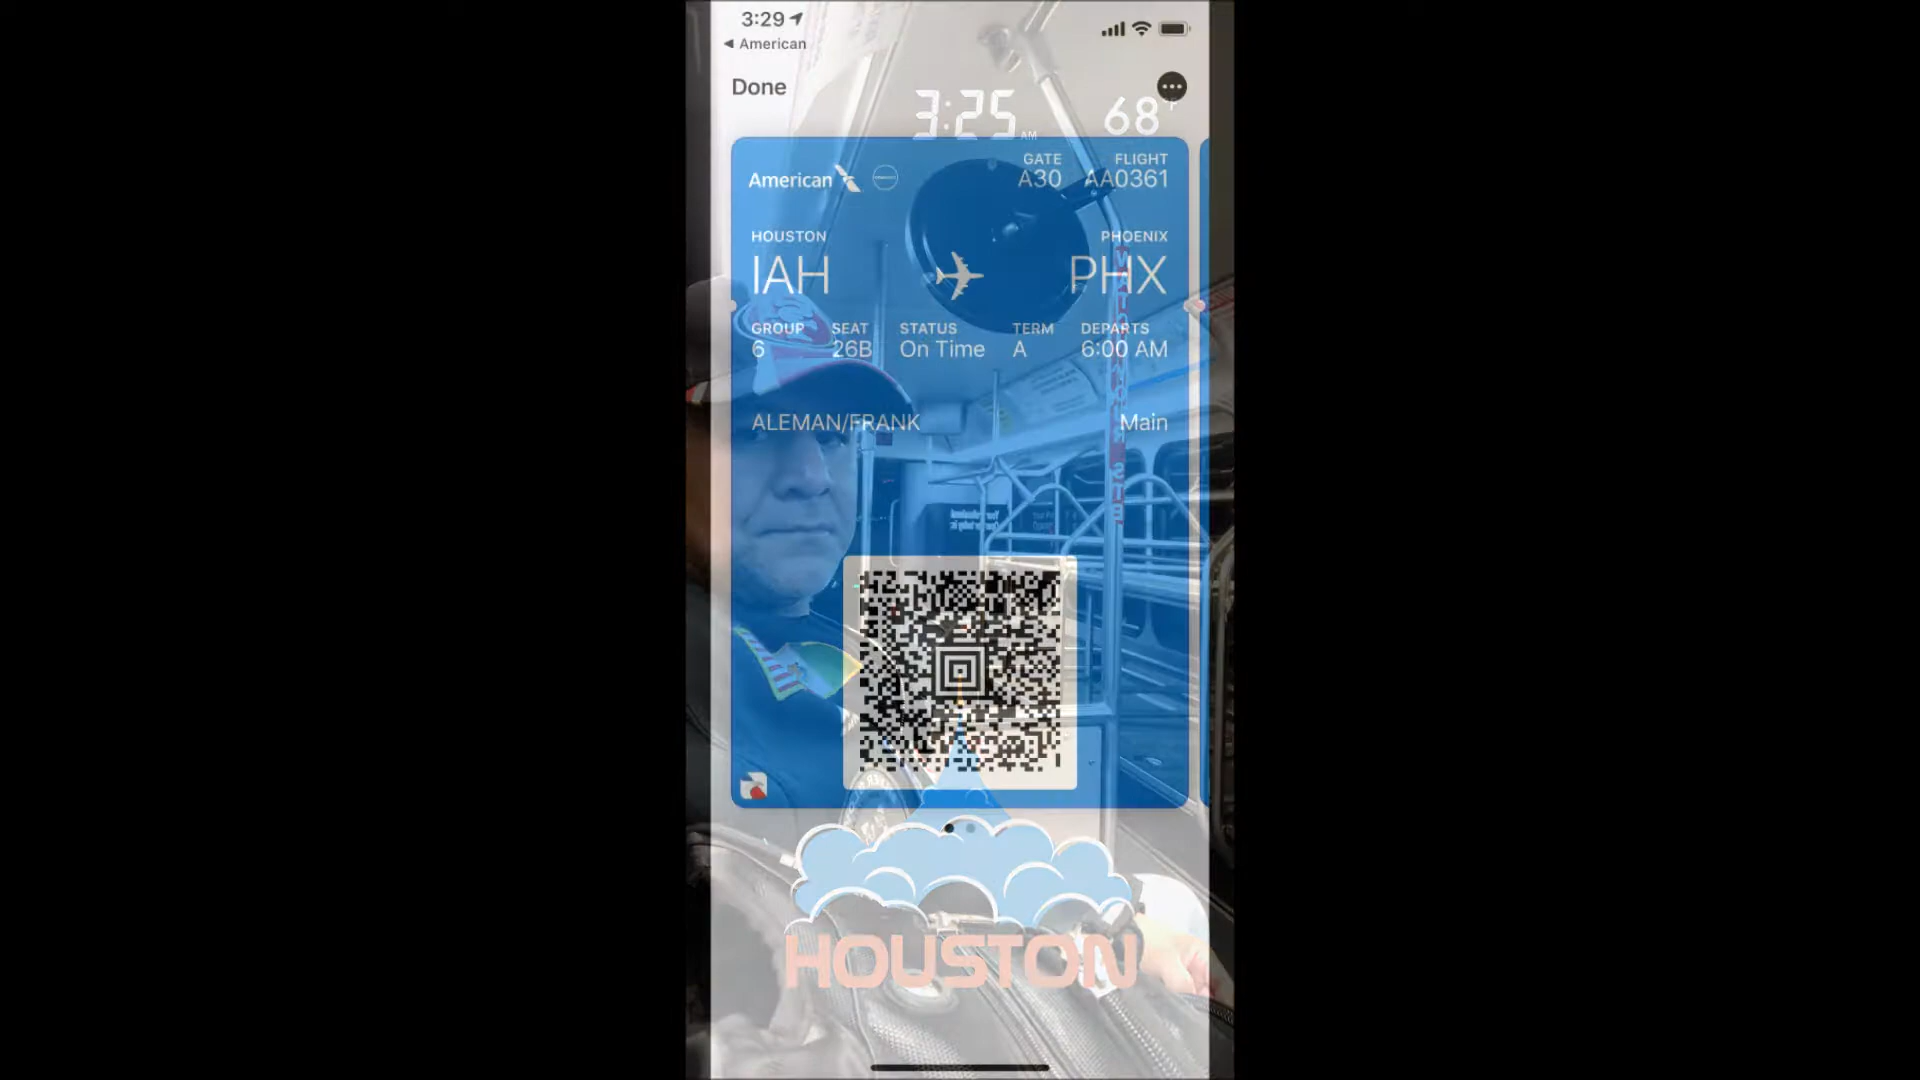 3:29
◀ American
Done
3:25 AM
68°F
American
GATE
A30
FLIGHT
AA0361
HOUSTON
IAH
PHOENIX
PHX
GROUP
6
SEAT
26B
STATUS
On Time
TERM
A
DEPARTS
6:00 AM
ALEMAN/FRANK
Main
HOUSTON